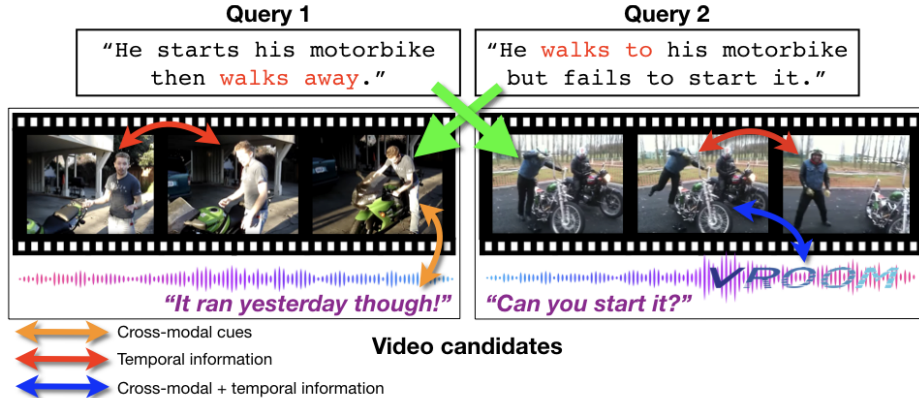 Query 1
Query 2
“He starts his motorbike
then walks away.”
“He walks to his motorbike
but fails to start it.”
VROOM
“It ran yesterday though!”
“Can you start it?”
Cross-modal cues
Video candidates
Temporal information
Cross-modal + temporal information